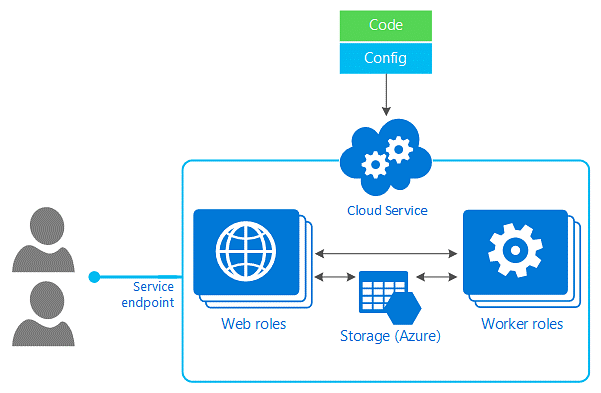 Code
Config
Cloud Service
Service
endpoint
Web roles
Storage (Azure)
Worker roles